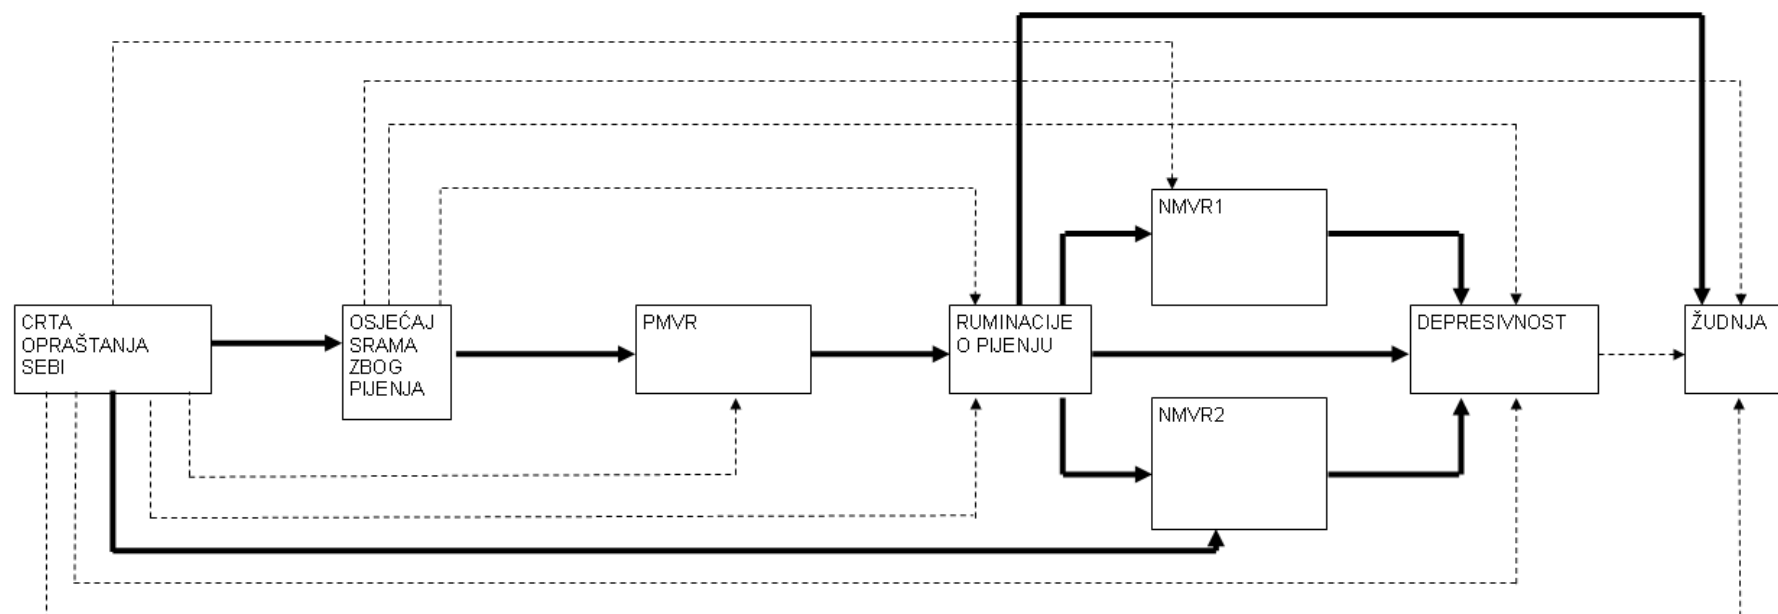 NMVR1
CRTA
OPRAŠTANJA
SEBI
OSJEĆAJ
SRAMA
ZBOG
PIJENJA
PMVR
RUMINACIJE
O PIJENJU
DEPRESIVNOST
ŽUDNJA
NMVR2